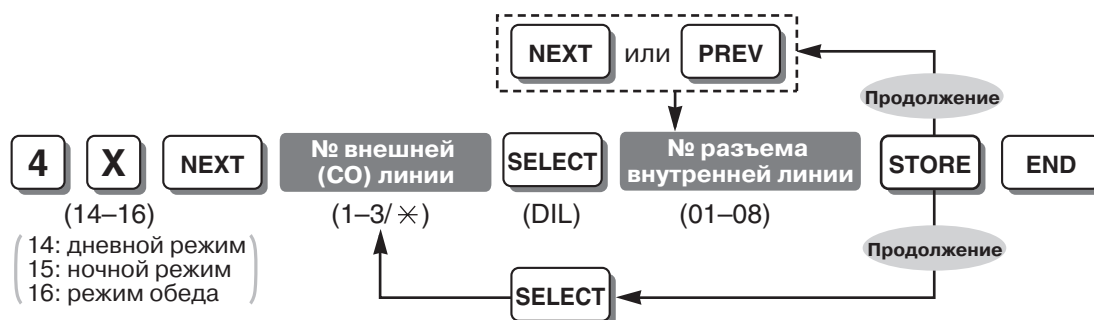 NEXT или PREV
Продолжение
4 X NEXT № внешней (CO) линии SELECT № разъема внутренней линии STORE END
(14–16) (1–3/✳) (DIL) (01–08)
14: дневной режим
15: ночной режим
16: режим обеда
Продолжение
SELECT